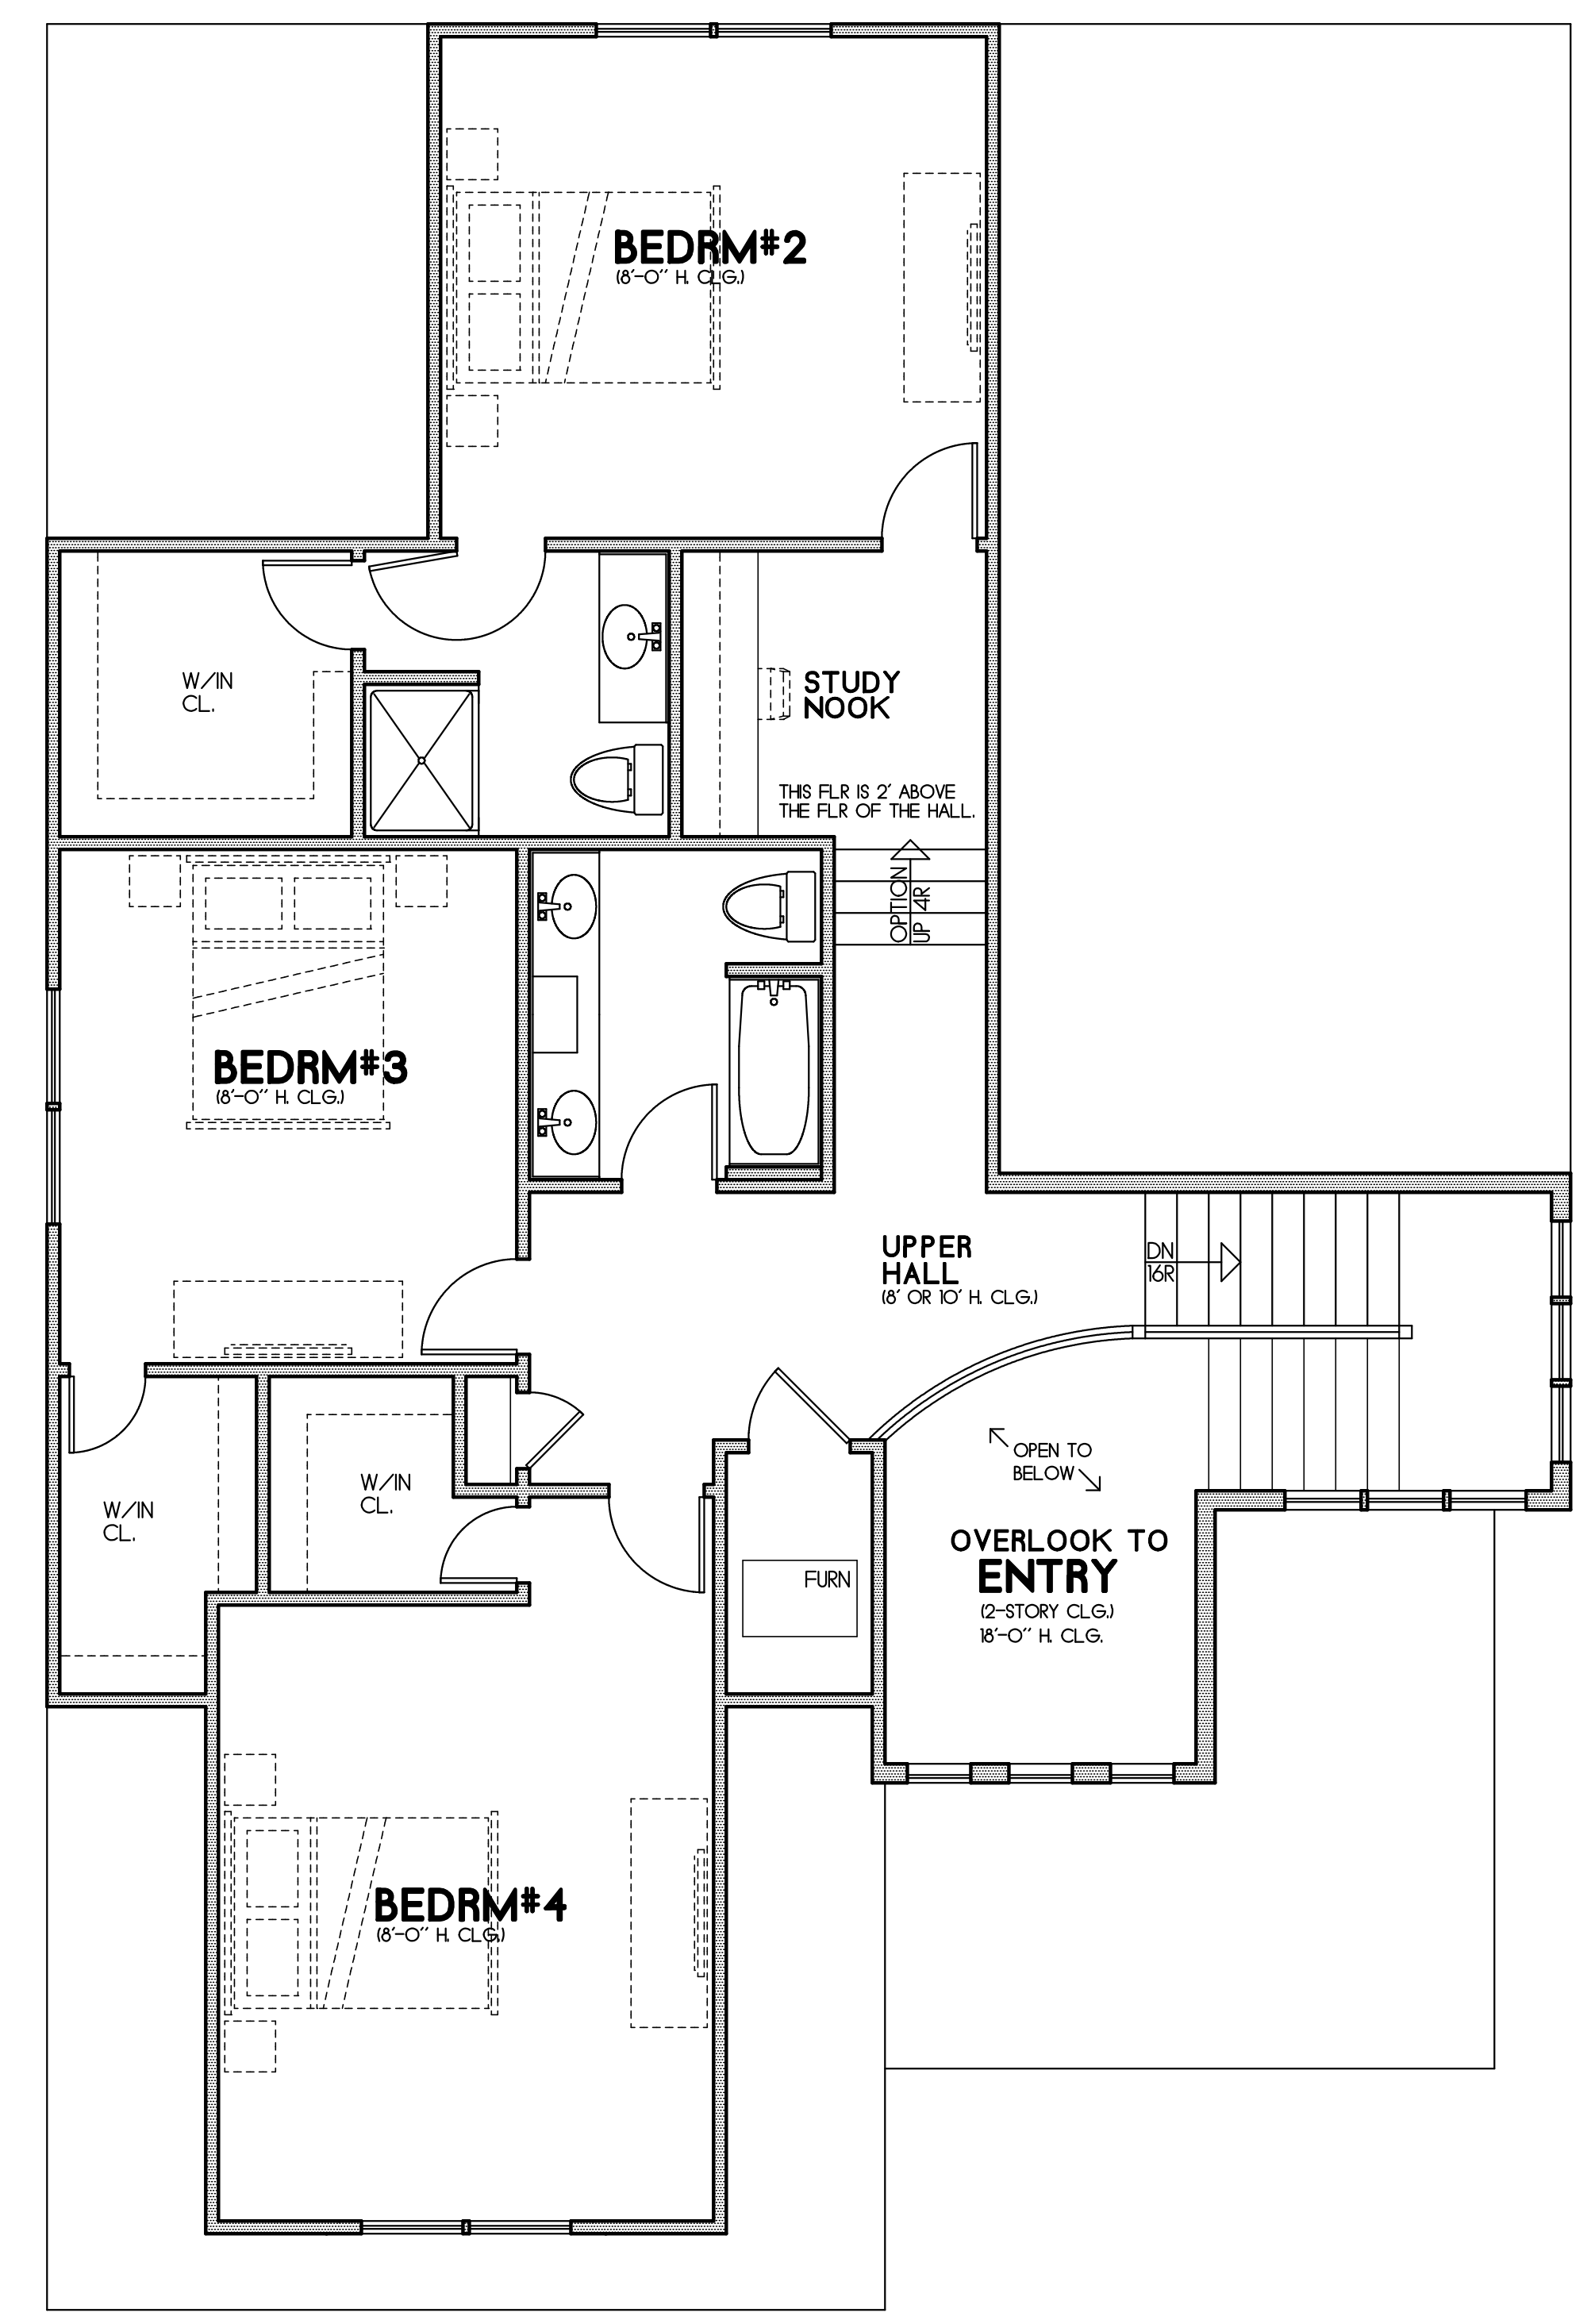 BEDRM#2
(8'-0" H. CLG.)
W/IN
CL.
STUDY
NOOK
THIS FLR IS 2' ABOVE
THE FLR OF THE HALL.
OPTION
UP 4R
BEDRM#3
(8'-0" H. CLG.)
UPPER
HALL
(8' OR 10' H. CLG.)
DN
16R
OPEN TO
BELOW
W/IN
CL.
W/IN
CL.
OVERLOOK TO
ENTRY
(2-STORY CLG.)
18'-0" H. CLG.
FURN
BEDRM#4
(8'-0" H. CLG.)